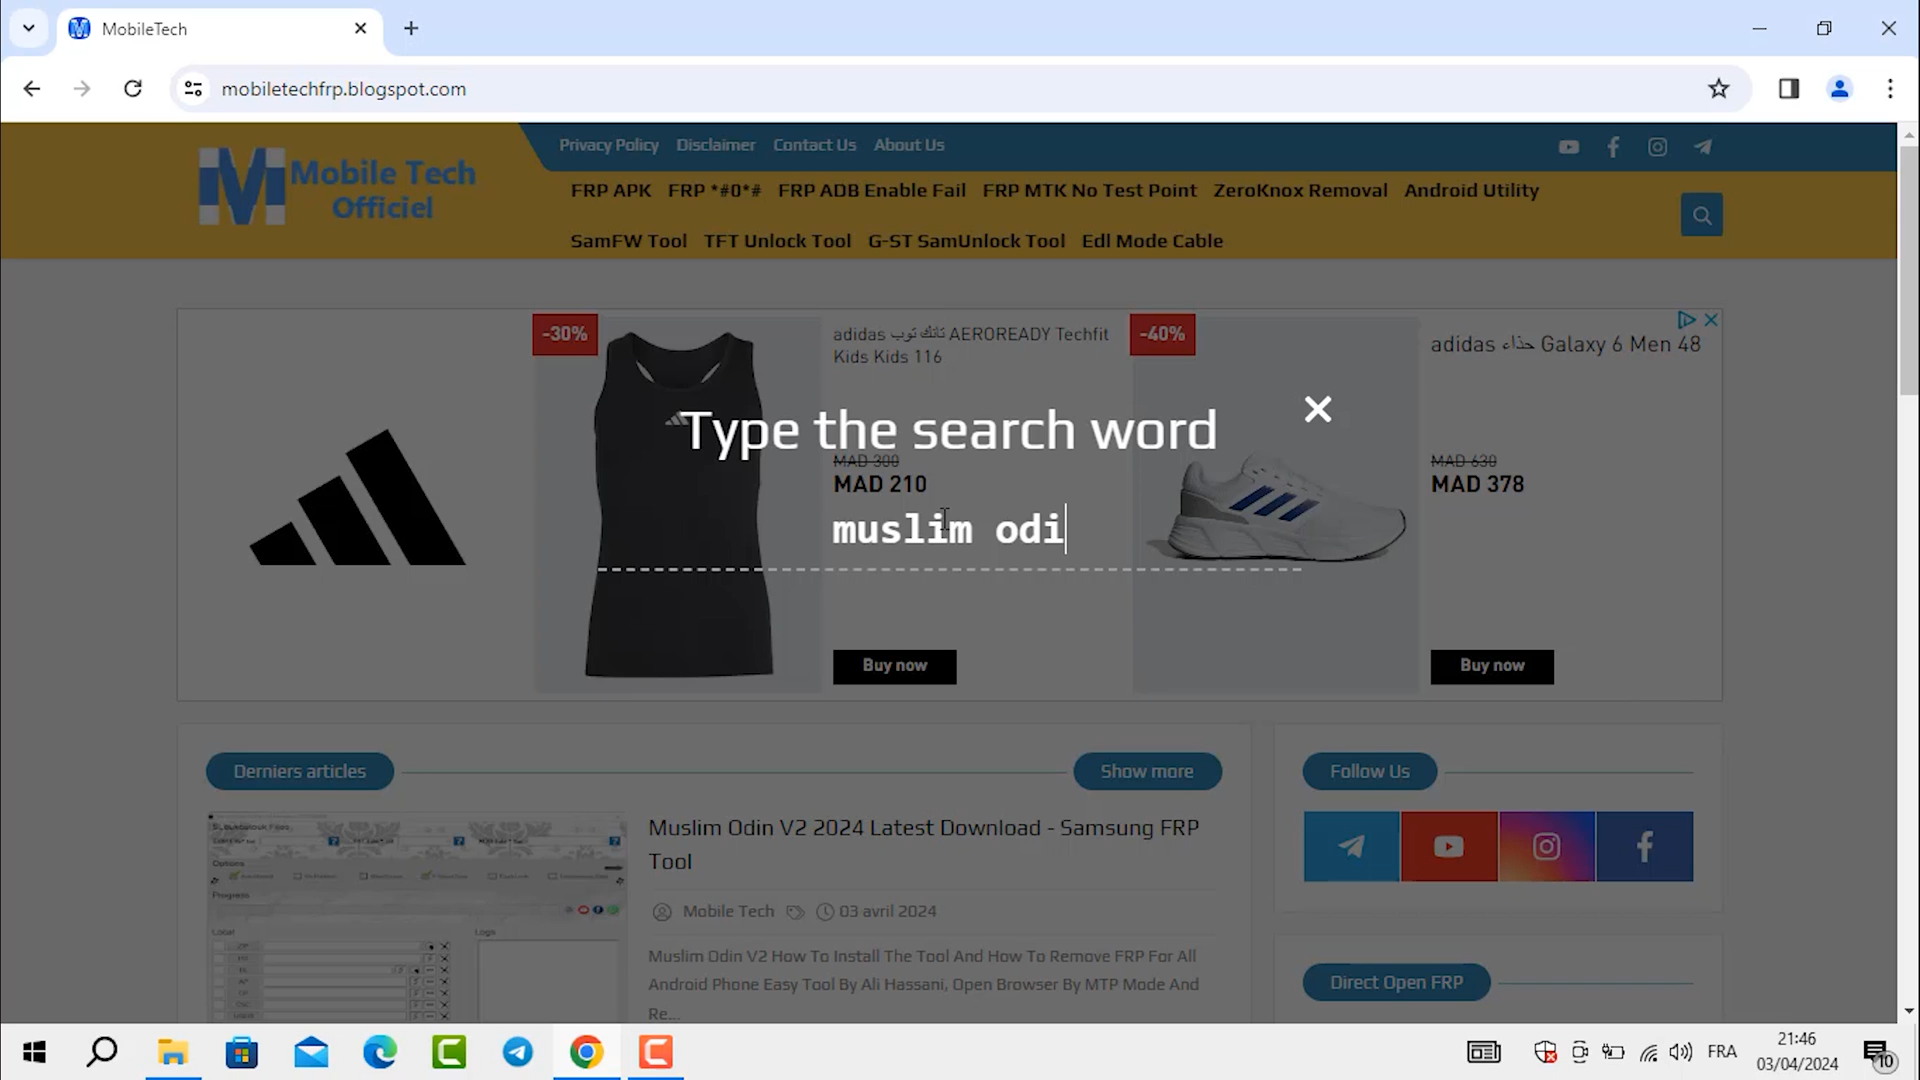 MobileTech
mobiletechfrp.blogspot.com
Privacy Policy Disclaimer Contact Us About Us
M Mobile Tech
Officiel
FRP APK FRP *#0*# FRP ADB Enable Fail FRP MTK No Test Point ZeroKnox Removal Android Utility
SamFW Tool TFT Unlock Tool G-ST SamUnlock Tool Edl Mode Cable
-30%
adidas تانك توب AEROREADY Techfit
Kids Kids 116
MAD 300
MAD 210
Buy now
-40%
adidas حذاء Galaxy 6 Men 48
MAD 630
MAD 378
Buy now
Type the search word
muslim odi
Derniers articles
Show more
Follow Us
Muslim Odin V2 2024 Latest Download - Samsung FRP
Tool
Mobile Tech 03 avril 2024
Muslim Odin V2 How To Install The Tool And How To Remove FRP For All
Android Phone Easy Tool By Ali Hassani, Open Browser By MTP Mode And
Re...
Options
Progress
Logs
Direct Open FRP
FRA
21:46
03/04/2024
10